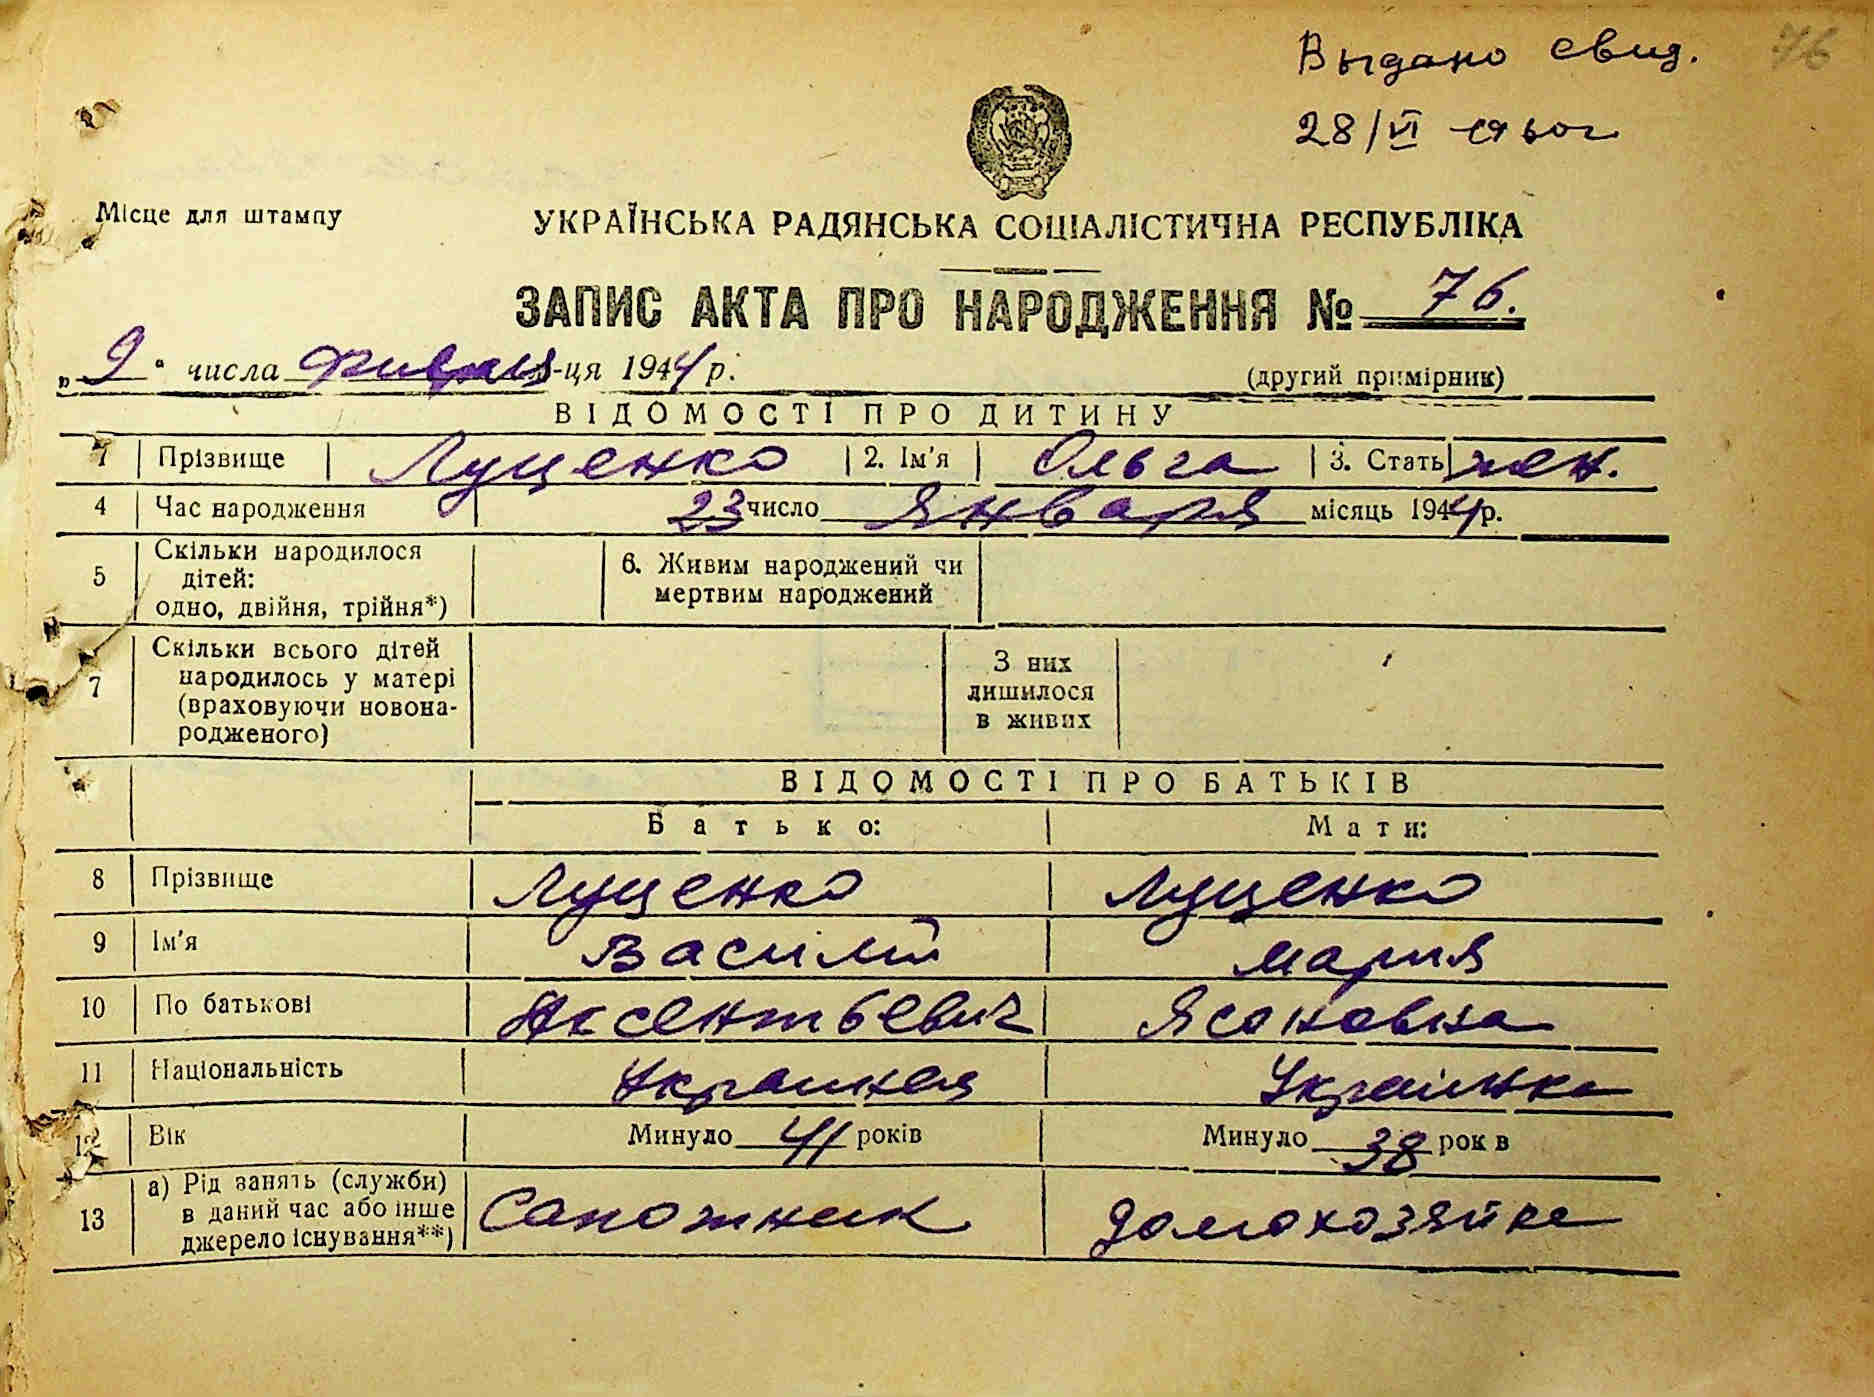 Выдано свид. 76
28/VI 1960г
Місце для штампу
УКРАЇНСЬКА РАДЯНСЬКА СОЦІАЛІСТИЧНА РЕСПУБЛІКА
ЗАПИС АКТА ПРО НАРОДЖЕННЯ № 76.
„ 9 " числа февраля м-ця 1944 р. (другий примірник)
ВІДОМОСТІ ПРО ДИТИНУ
1 Прізвище Луценко 2. Ім'я Ольга 3. Стать жен.
4 Час народження 23 число Января місяць 1944 р.
5 Скільки народилося дітей: одно, двійня, трійня*) 6. Живим народжений чи мертвим народжений
7 Скільки всього дітей народилось у матері (враховуючи новонародженого) З них лишилося в живих
ВІДОМОСТІ ПРО БАТЬКІВ
Батько: Мати:
8 Прізвище Луценко Луценко
9 Ім'я Василий Мария
10 По батькові Аксентьевич Ясоновна
11 Національність Украинец Украинка
12 Вік Минуло 41 років Минуло 38 рок в
13 а) Рід занять (служби) в даний час або інше джерело існування**) Сапожник домохозяйка